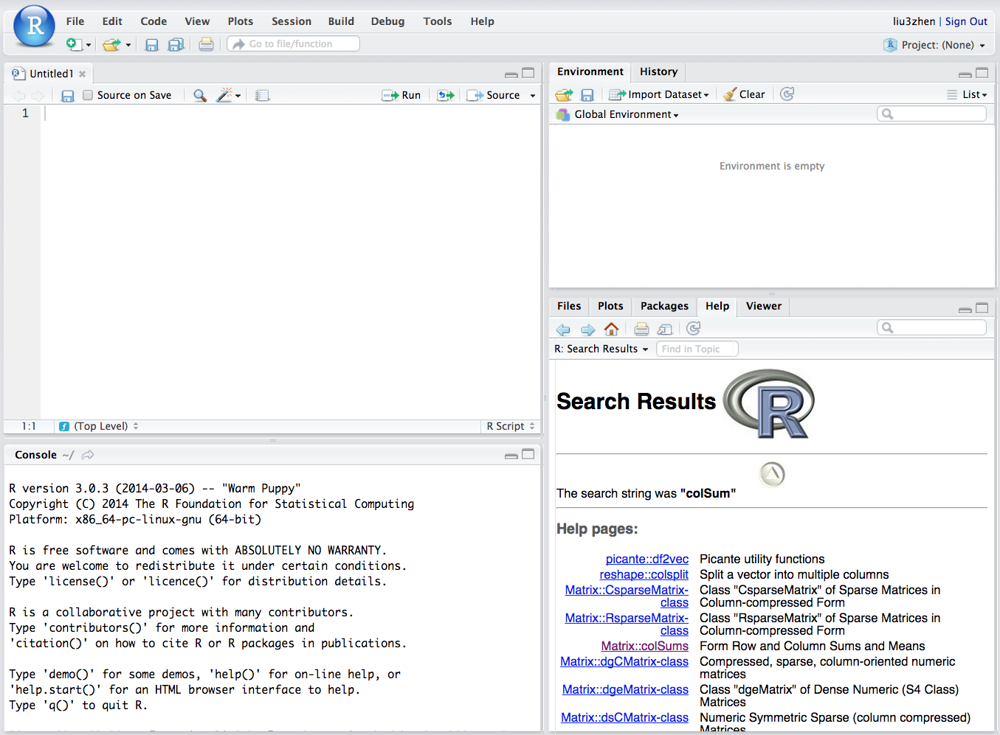 R
File Edit Code View Plots Session Build Debug Tools Help
liu3zhen | Sign Out
Go to file/function
Project: (None)
Untitled1
Source on Save
Run
Source
1
1:1
(Top Level)
R Script
Console ~/
R version 3.0.3 (2014-03-06) -- "Warm Puppy"
Copyright (C) 2014 The R Foundation for Statistical Computing
Platform: x86_64-pc-linux-gnu (64-bit)
R is free software and comes with ABSOLUTELY NO WARRANTY.
You are welcome to redistribute it under certain conditions.
Type 'license()' or 'licence()' for distribution details.
R is a collaborative project with many contributors.
Type 'contributors()' for more information and
'citation()' on how to cite R or R packages in publications.
Type 'demo()' for some demos, 'help()' for on-line help, or
'help.start()' for an HTML browser interface to help.
Type 'q()' to quit R.
Environment History
Import Dataset Clear List
Global Environment
Environment is empty
Files Plots Packages Help Viewer
R: Search Results Find in Topic
Search Results R
The search string was "colSum"
Help pages:
picante::df2vec Picante utility functions
reshape::colsplit Split a vector into multiple columns
Matrix::CsparseMatrix- Class "CsparseMatrix" of Sparse Matrices in
class Column-compressed Form
Matrix::RsparseMatrix- Class "RsparseMatrix" of Sparse Matrices in
class Column-compressed Form
Matrix::colSums Form Row and Column Sums and Means
Matrix::dgCMatrix-class Compressed, sparse, column-oriented numeric
matrices
Matrix::dgeMatrix-class Class "dgeMatrix" of Dense Numeric (S4 Class)
Matrices
Matrix::dsCMatrix-class Numeric Symmetric Sparse (column compressed)
Matrices